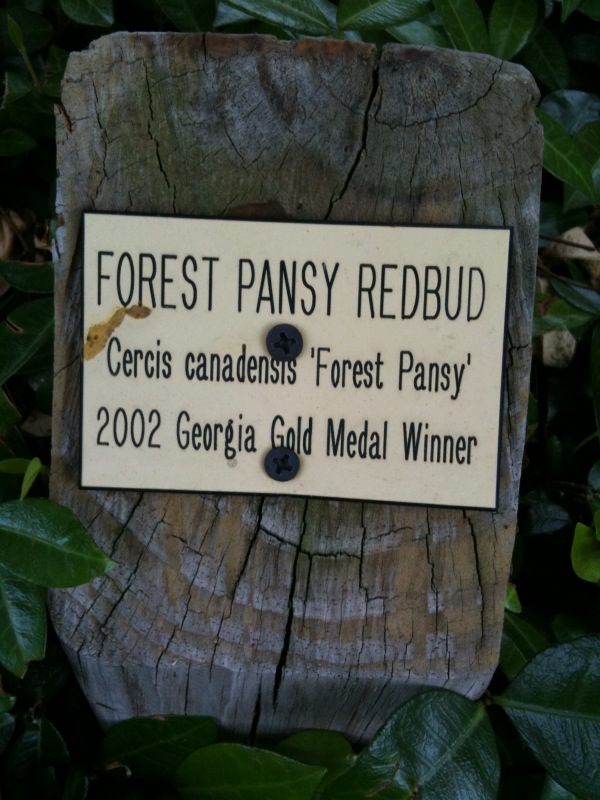 FOREST PANSY REDBUD
Cercis canadensis 'Forest Pansy'
2002 Georgia Gold Medal Winner